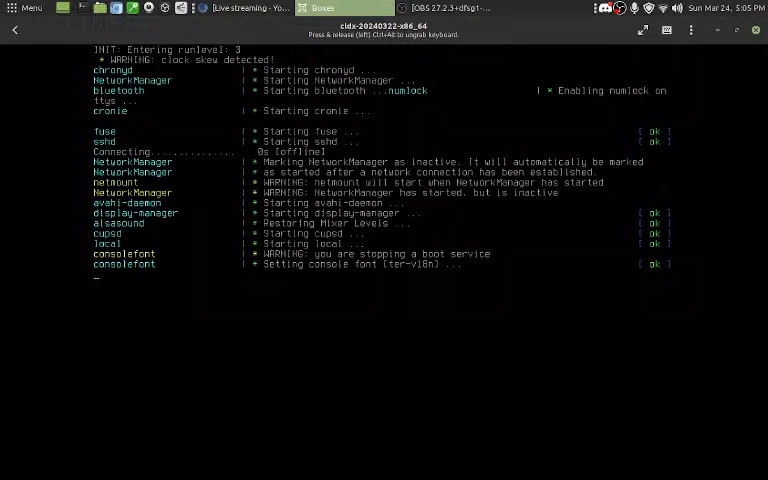 Menu [Live streaming - Yo... Boxes [OBS 27.2.3+dfsg1-... Sun Mar 24, 5:05 PM
cldx-20240322-x86_64
Press & release (left) Ctrl+Alt to ungrab keyboard.
INIT: Entering runlevel: 3
* WARNING: clock skew detected!
chronyd | * Starting chronyd ...
NetworkManager | * Starting NetworkManager ...
bluetooth | * Starting bluetooth ...numlock | * Enabling numlock on
ttys ...
cronie | * Starting cronie ...
fuse | * Starting fuse ... [ ok ]
sshd | * Starting sshd ... [ ok ]
Connecting............... 0s [offline]
NetworkManager | * Marking NetworkManager as inactive. It will automatically be marked
NetworkManager | * as started after a network connection has been established.
netmount | * WARNING: netmount will start when NetworkManager has started
NetworkManager | * WARNING: NetworkManager has started, but is inactive
avahi-daemon | * Starting avahi-daemon ...
display-manager | * Starting display-manager ... [ ok ]
alsasound | * Restoring Mixer Levels ... [ ok ]
cupsd | * Starting cupsd ... [ ok ]
local | * Starting local ... [ ok ]
consolefont | * WARNING: you are stopping a boot service
consolefont | * Setting console font [ter-v18n] ... [ ok ]